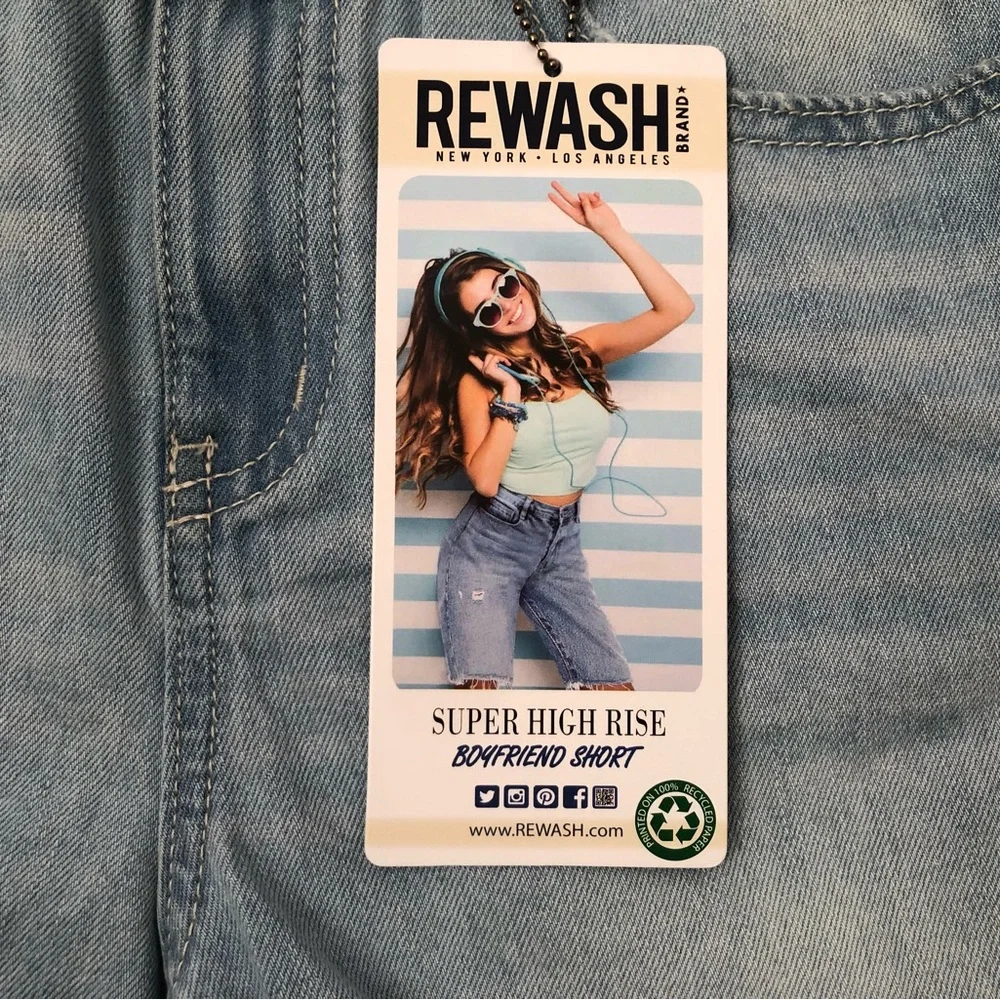 REWASH
BRAND★
NEW YORK • LOS ANGELES
SUPER HIGH RISE
BOYFRIEND SHORT
www.REWASH.com
PRINTED ON 100% RECYCLED PAPER